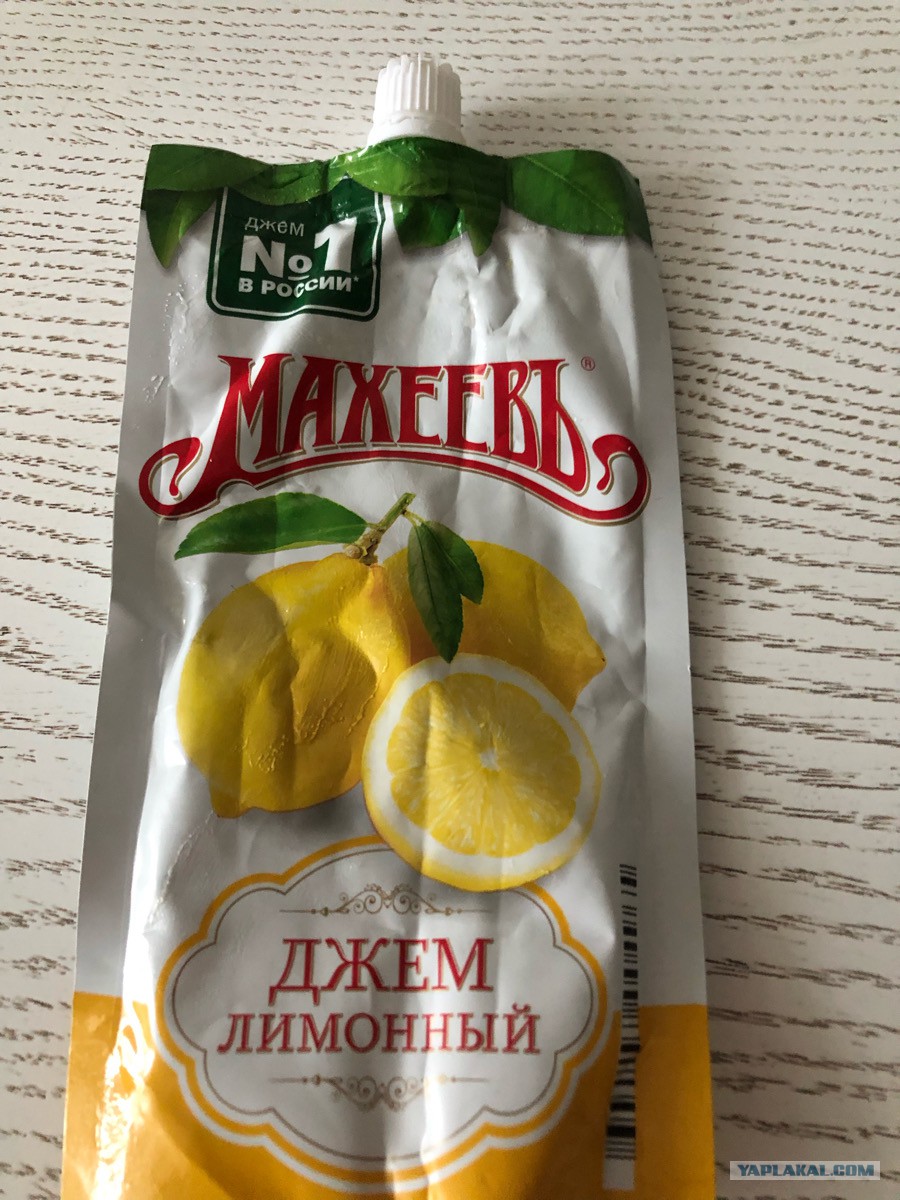 джем
№1
В РОССИИ*
МАХЕЕВЪ®
ДЖЕМ
ЛИМОННЫЙ
YAPLAKAL.COM